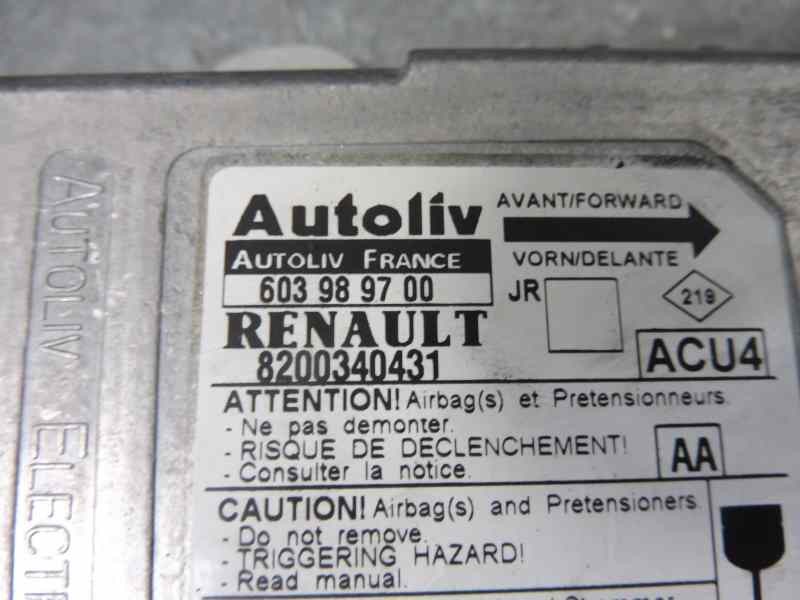 Autoliv
AUTOLIV FRANCE
603 98 97 00
RENAULT
8200340431
AVANT/FORWARD
VORN/DELANTE
JR
219
ACU4
ATTENTION! Airbag(s) et Pretensionneurs.
- Ne pas demonter.
- RISQUE DE DECLENCHEMENT!
- Consulter la notice.
AA
CAUTION! Airbag(s) and Pretensioners.
- Do not remove.
- TRIGGERING HAZARD!
- Read manual.
AUTOLIV